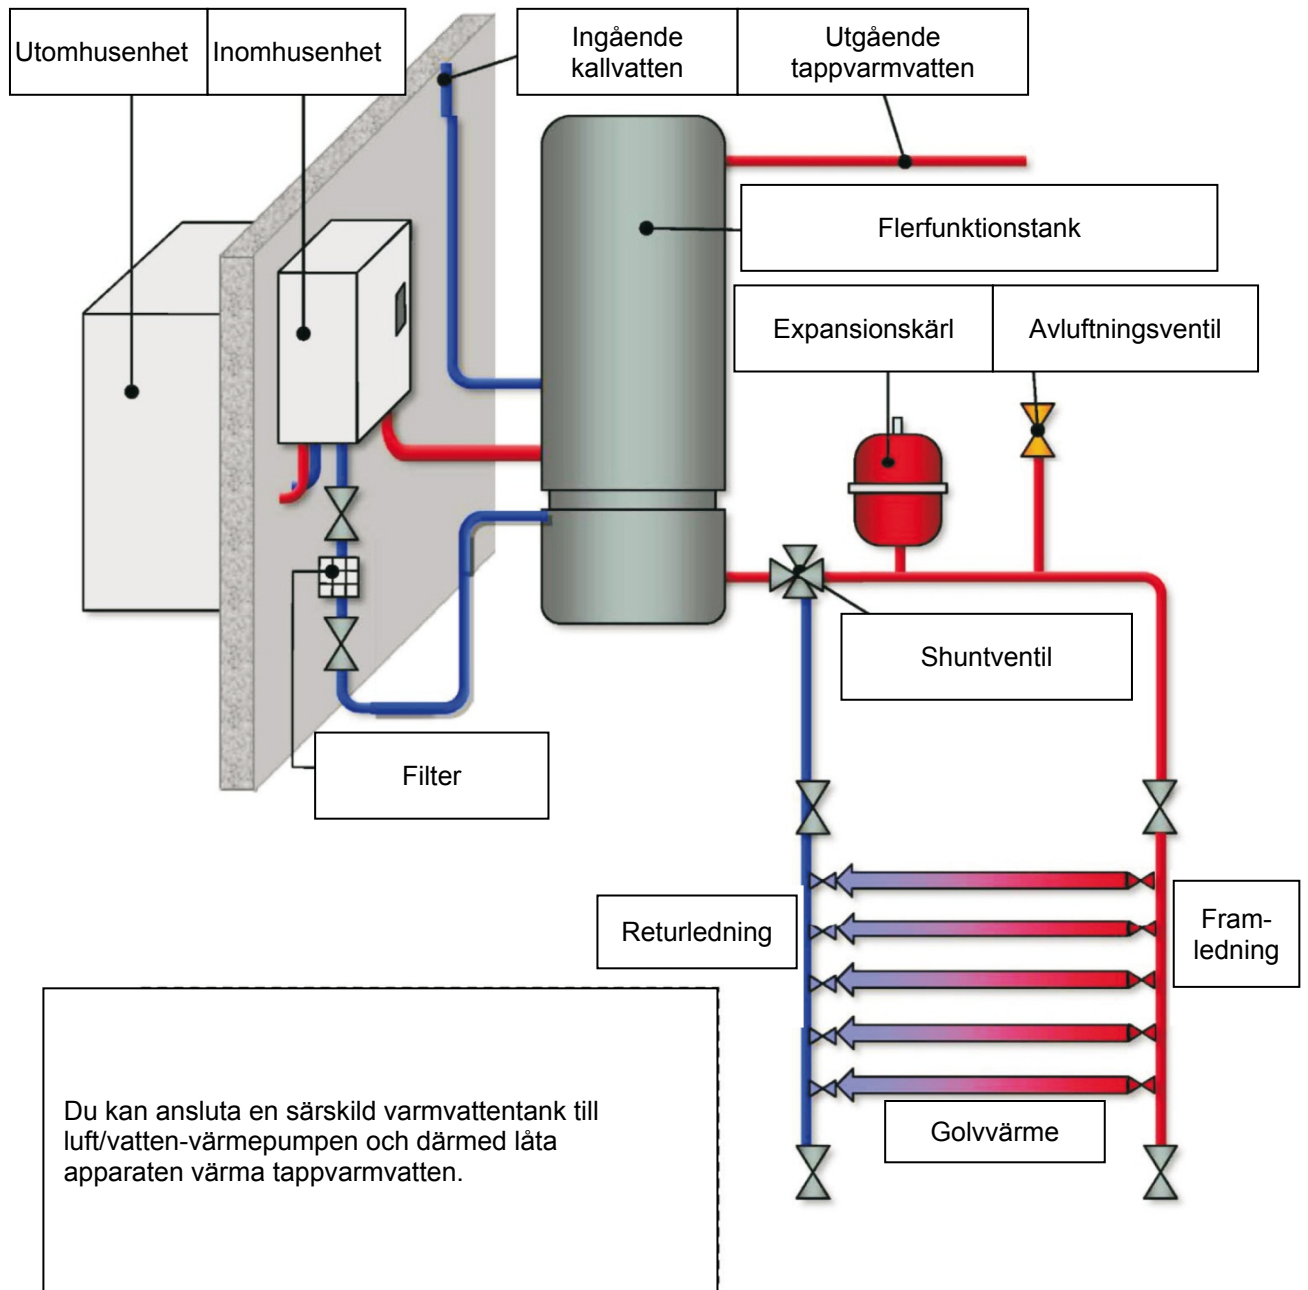 Utomhusenhet
Inomhusenhet
Ingående
kallvatten
Utgående
tappvarmvatten
Flerfunktionstank
Expansionskärl
Avluftningsventil
Shuntventil
Filter
Returledning
Fram-
ledning
Golvvärme
Du kan ansluta en särskild varmvattentank till
luft/vatten-värmepumpen och därmed låta
apparaten värma tappvarmvatten.